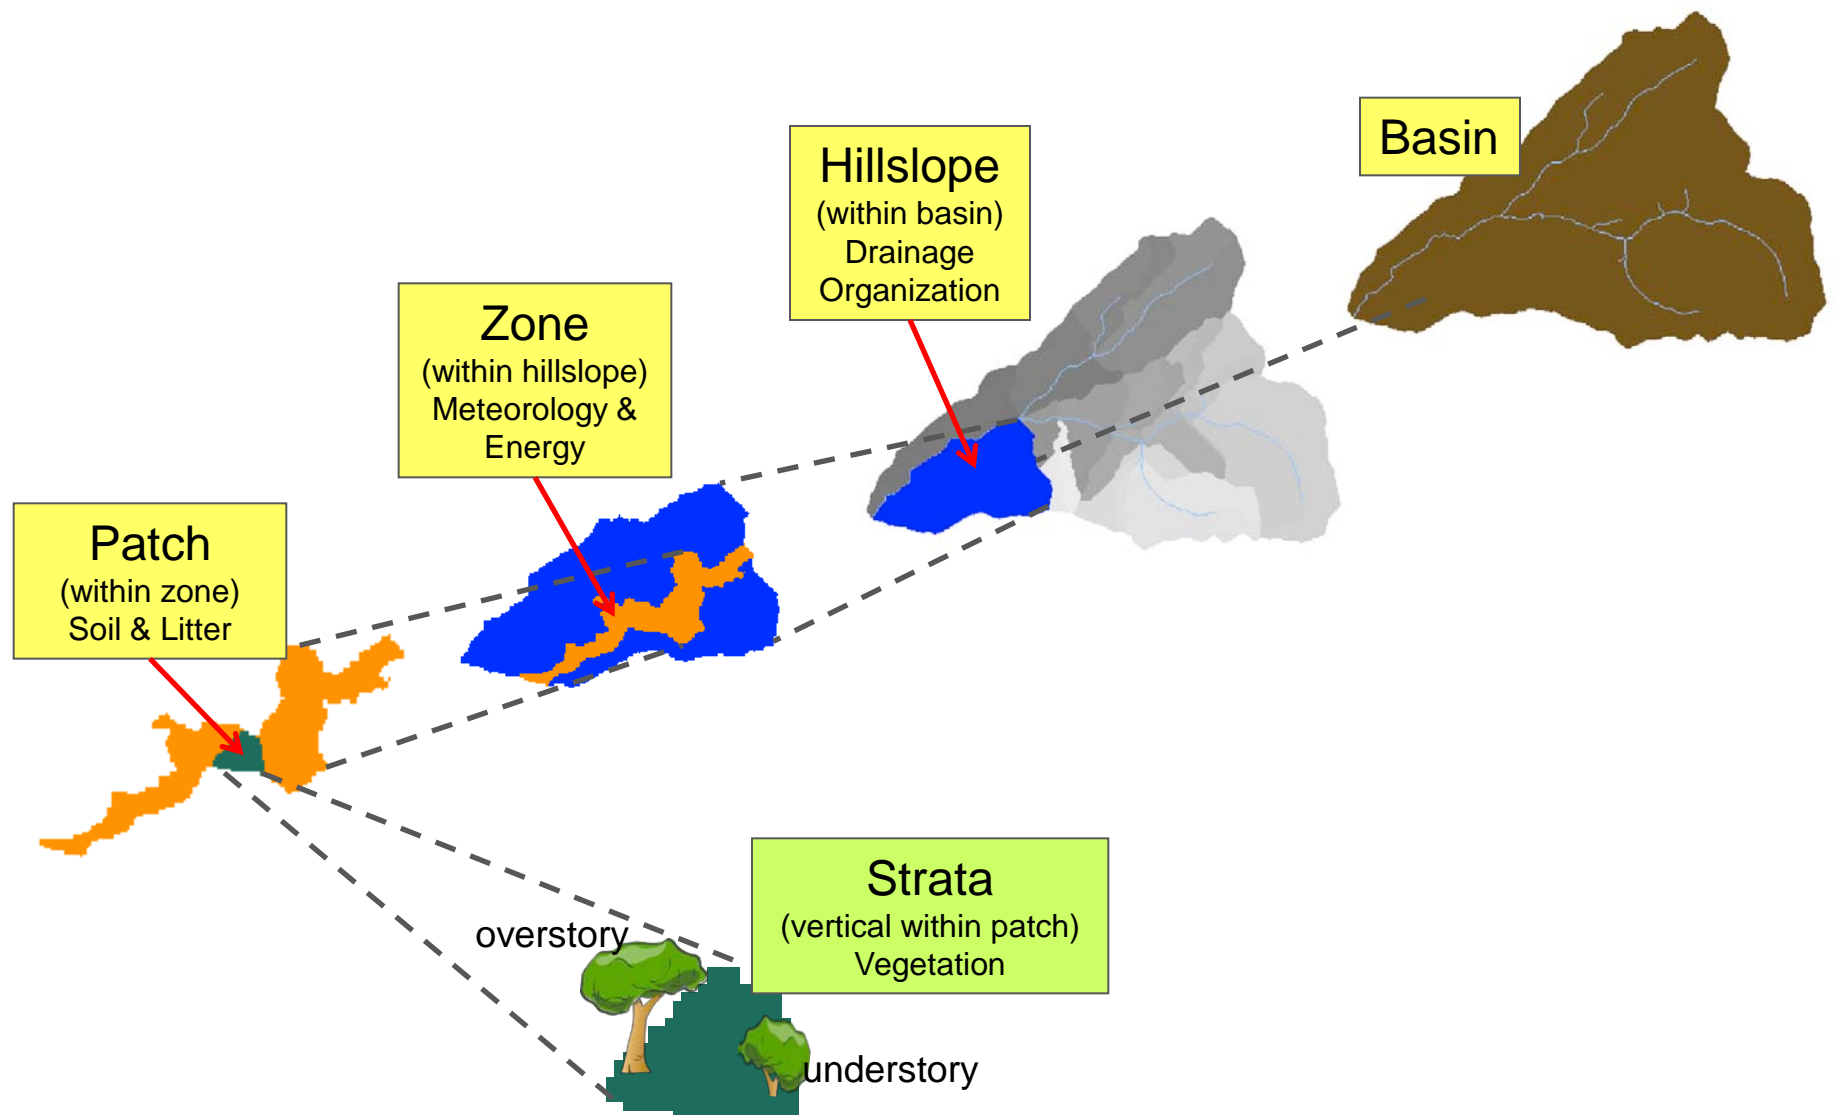 Basin
Hillslope
(within basin)
Drainage
Organization
Zone
(within hillslope)
Meteorology &
Energy
Patch
(within zone)
Soil & Litter
Strata
(vertical within patch)
Vegetation
overstory
understory